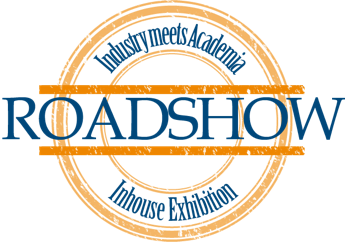 Industry meets Academia
ROADSHOW
Inhouse Exhibition